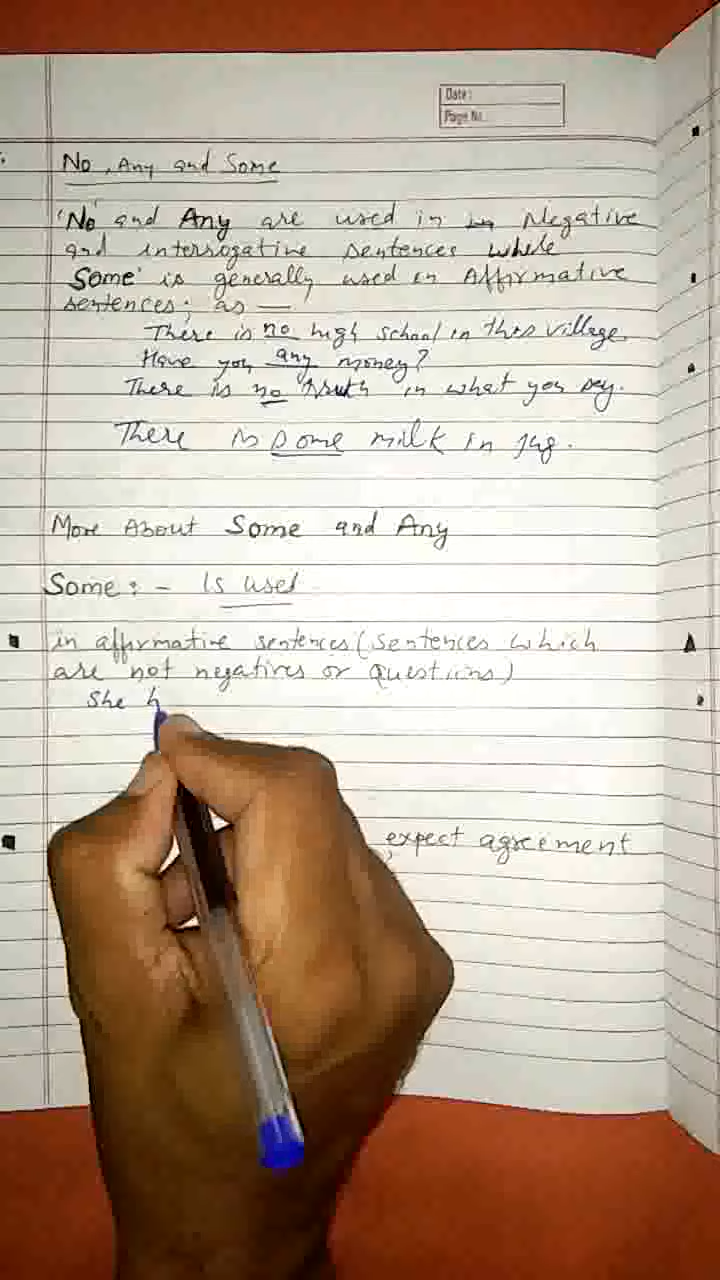 Date:
Page No.
No, Any and Some
'No' and Any are used in Negative
and interrogative sentences while
Some' is generally used in Affirmative
sentences; as —
There is no high school in this village.
Have you any money?
There is no truth in what you say.
There is some milk in jug.
More About Some and Any
Some: - Is used
in affirmative sentences (sentences which
are not negatives or questions)
She h
expect agreement